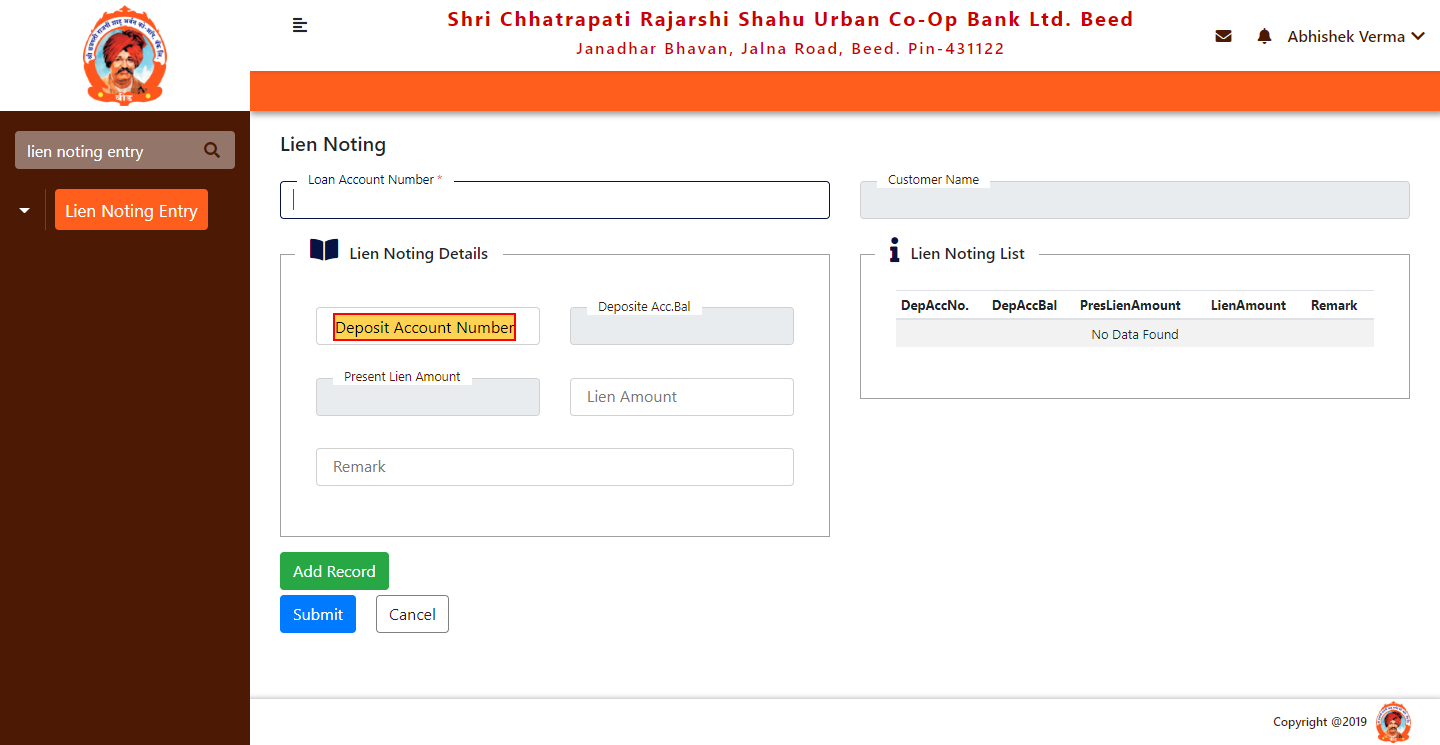 Shri Chhatrapati Rajarshi Shahu Urban Co-Op Bank Ltd. Beed
Janadhar Bhavan, Jalna Road, Beed. Pin-431122
Abhishek Verma
lien noting entry
Lien Noting Entry
Lien Noting
Loan Account Number *
Customer Name
Lien Noting Details
Deposit Account Number
Deposite Acc.Bal
Present Lien Amount
Lien Amount
Remark
Lien Noting List
DepAccNo. DepAccBal PresLienAmount LienAmount Remark
No Data Found
Add Record
Submit Cancel
Copyright @2019